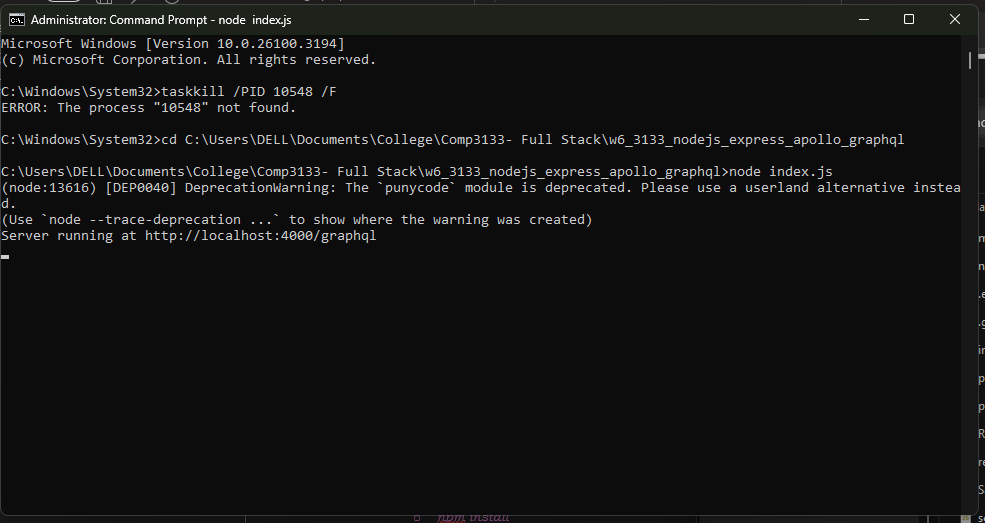 Administrator: Command Prompt - node index.js
Microsoft Windows [Version 10.0.26100.3194]
(c) Microsoft Corporation. All rights reserved.
C:\Windows\System32>taskkill /PID 10548 /F
ERROR: The process "10548" not found.
C:\Windows\System32>cd C:\Users\DELL\Documents\College\Comp3133- Full Stack\w6_3133_nodejs_express_apollo_graphql
C:\Users\DELL\Documents\College\Comp3133- Full Stack\w6_3133_nodejs_express_apollo_graphql>node index.js
(node:13616) [DEP0040] DeprecationWarning: The `punycode` module is deprecated. Please use a userland alternative instea
d.
(Use `node --trace-deprecation ...` to show where the warning was created)
Server running at http://localhost:4000/graphql
npm install